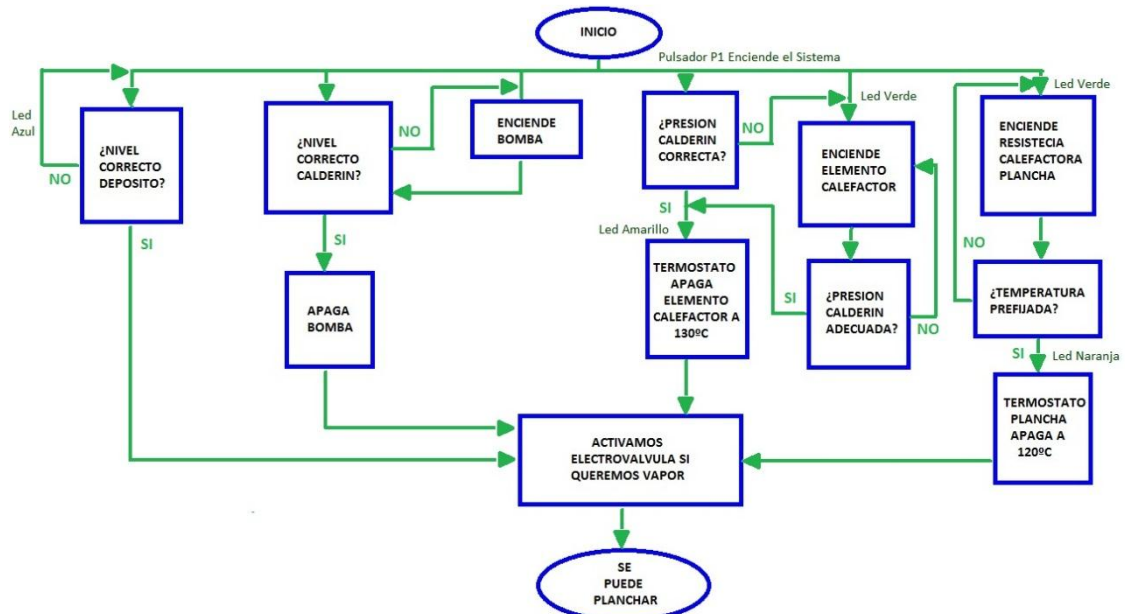 INICIO
Pulsador P1 Enciende el Sistema
Led
Azul
¿NIVEL
CORRECTO
DEPOSITO?
NO
SI
¿NIVEL
CORRECTO
CALDERIN?
NO
SI
ENCIENDE
BOMBA
APAGA
BOMBA
¿PRESION
CALDERIN
CORRECTA?
NO
SI
Led Amarillo
TERMOSTATO
APAGA
ELEMENTO
CALEFACTOR A
130ºC
Led Verde
ENCIENDE
ELEMENTO
CALEFACTOR
¿PRESION
CALDERIN
ADECUADA?
SI
NO
Led Verde
ENCIENDE
RESISTECIA
CALEFACTORA
PLANCHA
NO
¿TEMPERATURA
PREFIJADA?
SI
Led Naranja
TERMOSTATO
PLANCHA
APAGA A
120ºC
ACTIVAMOS
ELECTROVALVULA SI
QUEREMOS VAPOR
SE
PUEDE
PLANCHAR